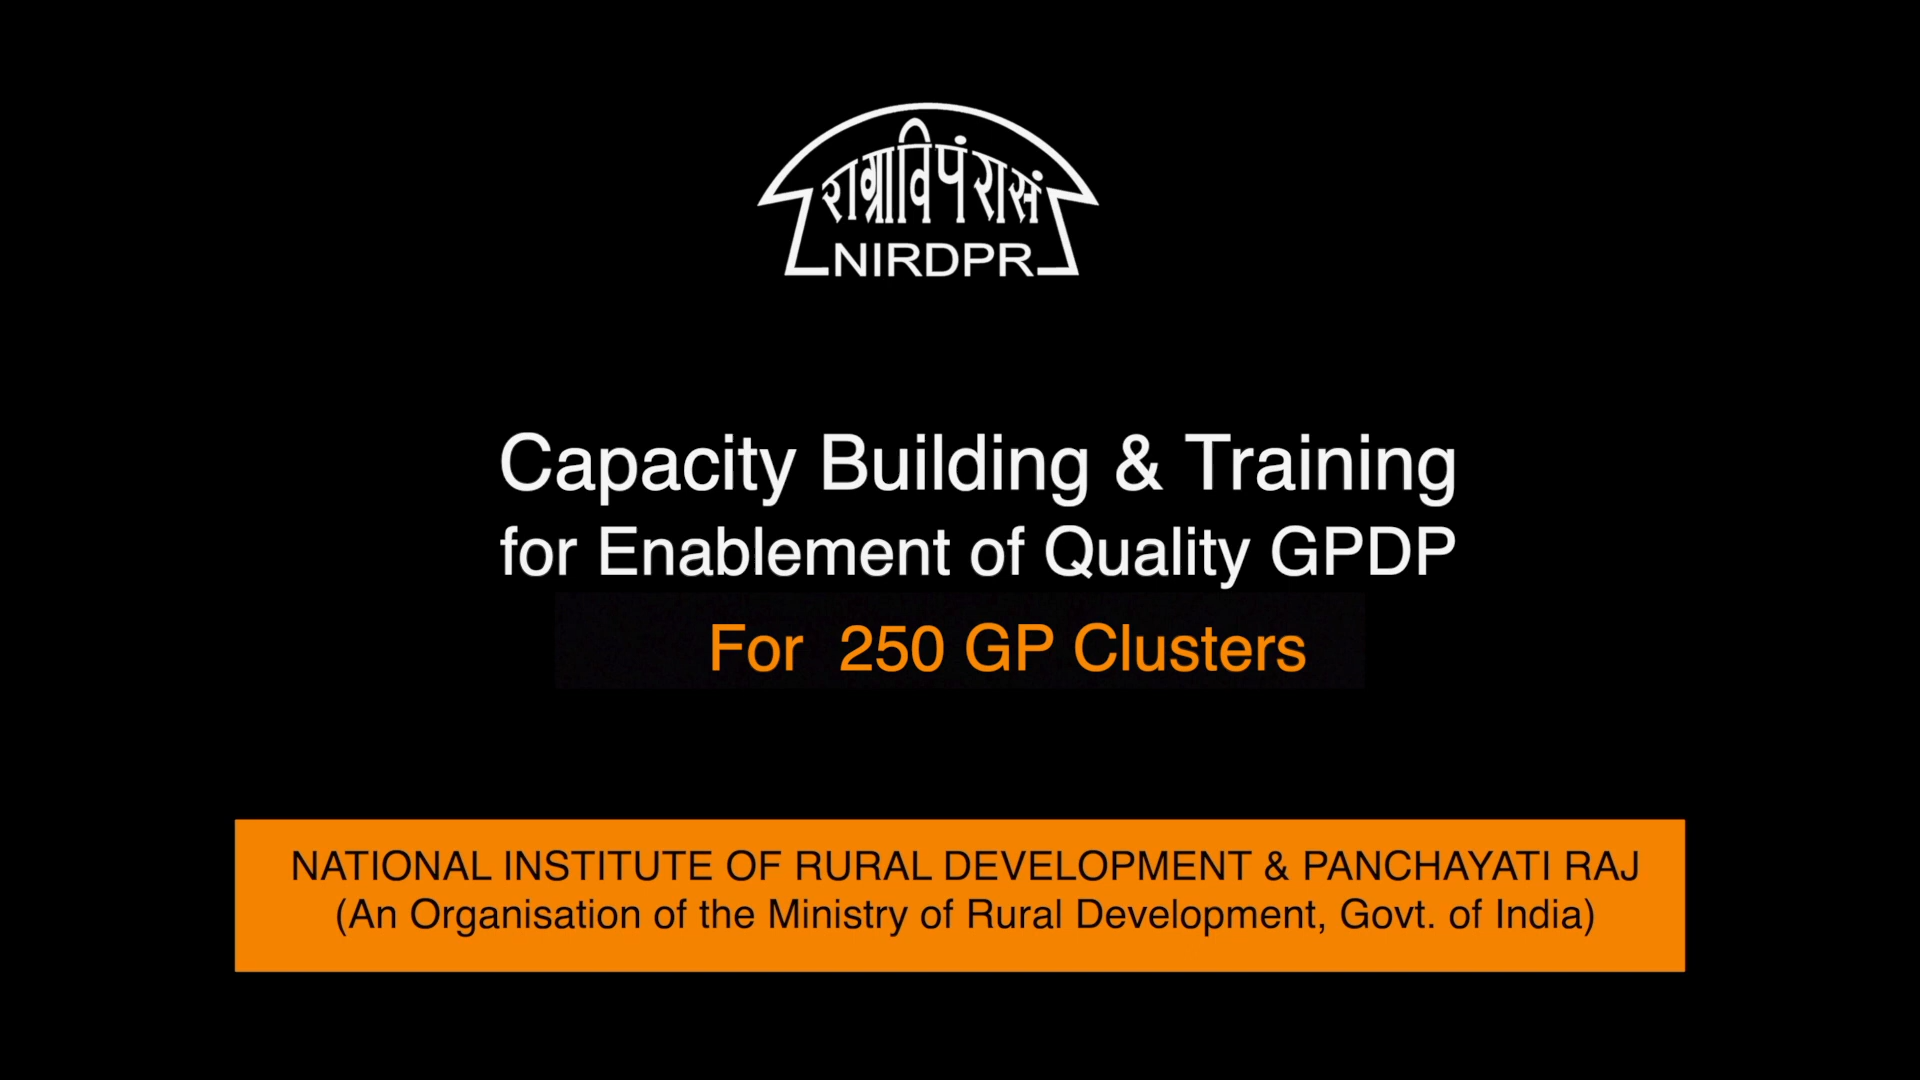 राग्राविपंरासं
NIRDPR
Capacity Building & Training
for Enablement of Quality GPDP
For 250 GP Clusters
NATIONAL INSTITUTE OF RURAL DEVELOPMENT & PANCHAYATI RAJ
(An Organisation of the Ministry of Rural Development, Govt. of India)